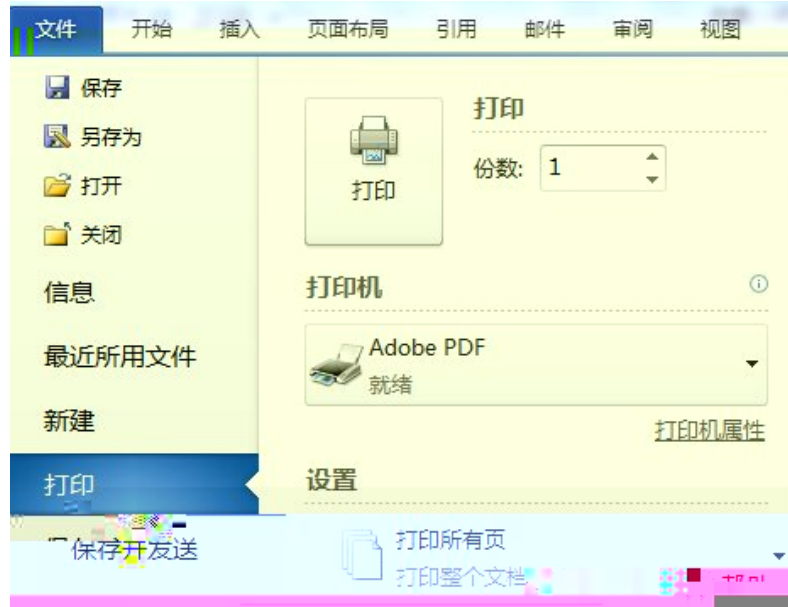 文件 开始 插入 页面布局 引用 邮件 审阅 视图
保存
另存为
打开
关闭
信息
最近所用文件
新建
打印
保存开发送
打印
打印
份数: 1
打印机
Adobe PDF
就绪
打印机属性
设置
打印所有页
打印整个文档